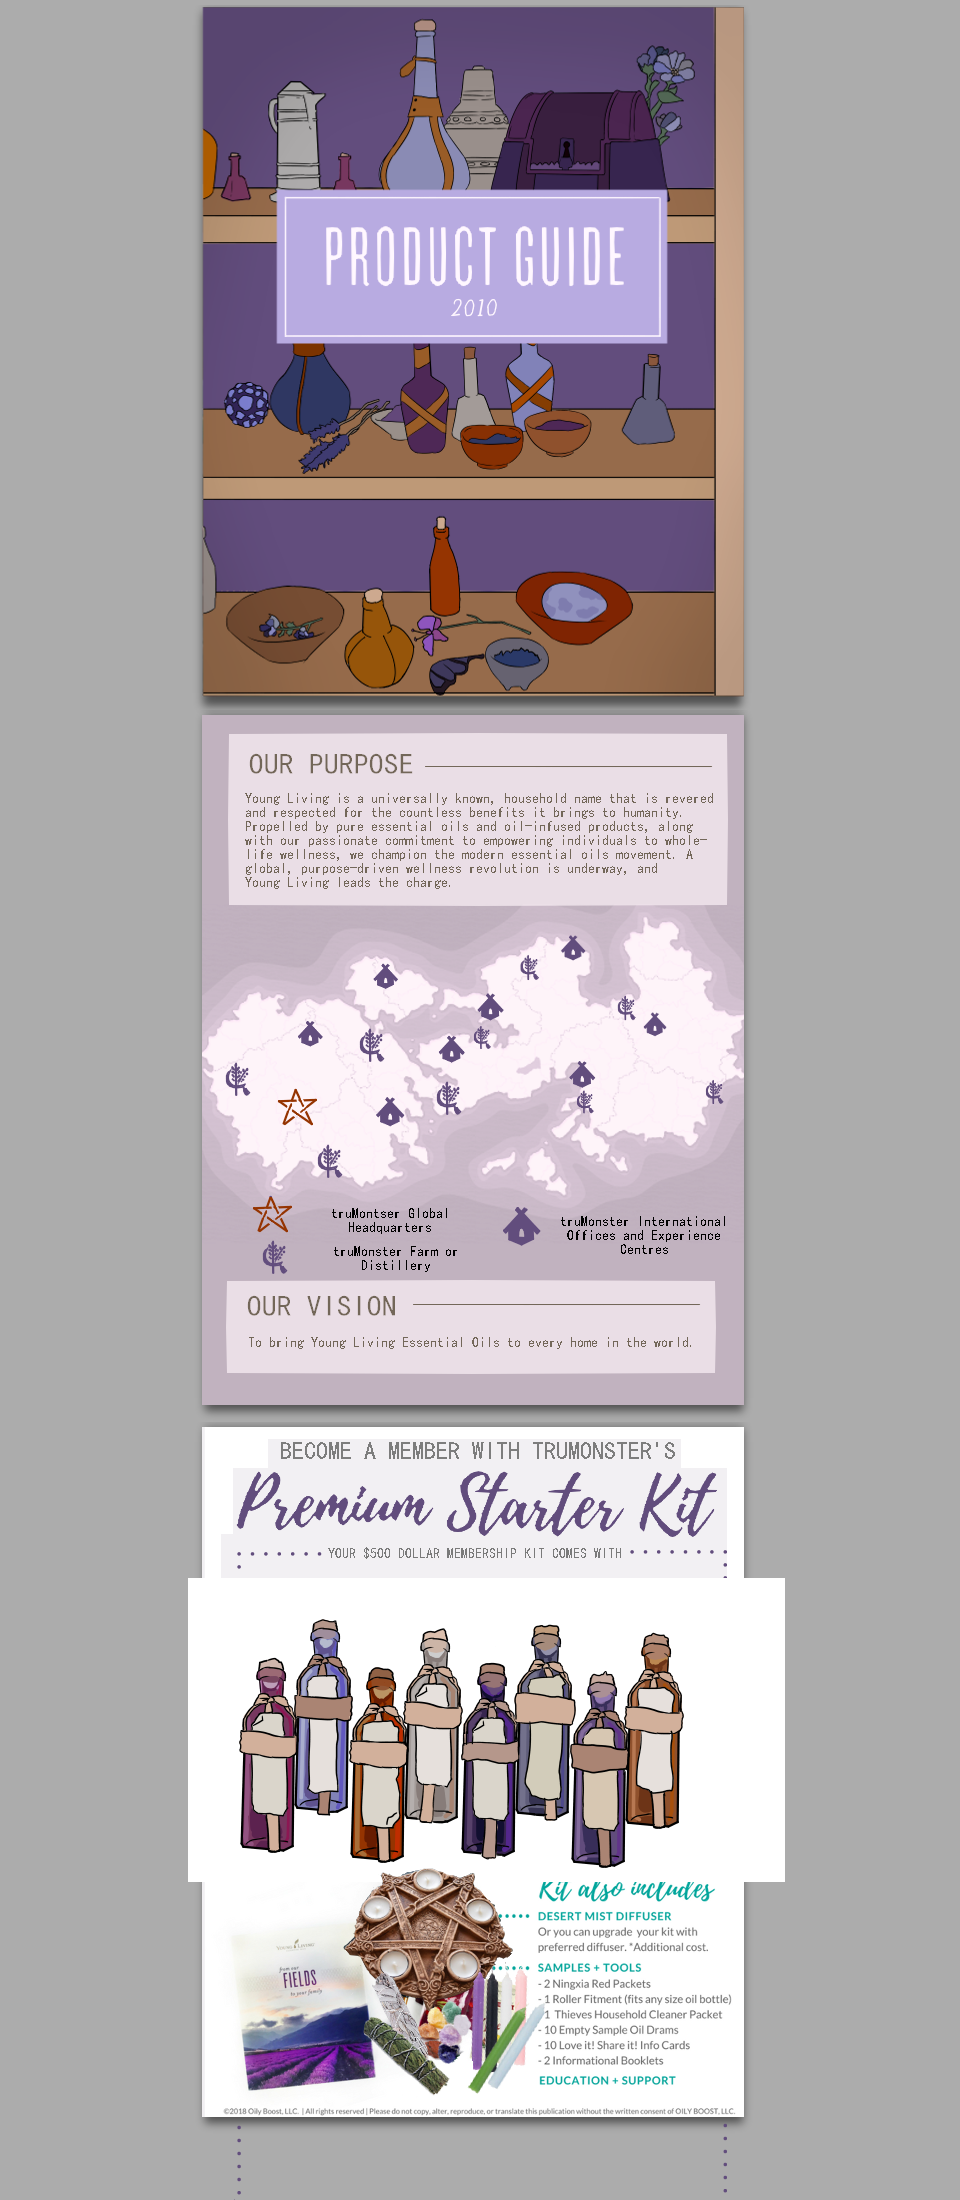 PRODUCT GUIDE
2010
OUR PURPOSE
Young Living is a universally known, household name that is revered
and respected for the countless benefits it brings to humanity.
Propelled by pure essential oils and oil-infused products, along
with our passionate commitment to empowering individuals to whole-
life wellness, we champion the modern essential oils movement. A
global, purpose-driven wellness revolution is underway, and
Young Living leads the charge.
truMontser Global
Headquarters
truMonster Farm or
Distillery
truMonster International
Offices and Experience
Centres
OUR VISION
To bring Young Living Essential Oils to every home in the world.
BECOME A MEMBER WITH TRUMONSTER'S
Premium Starter Kit
YOUR $500 DOLLAR MEMBERSHIP KIT COMES WITH
Kit also includes
DESERT MIST DIFFUSER
Or you can upgrade your kit with
preferred diffuser. *Additional cost.
SAMPLES + TOOLS
- 2 Ningxia Red Packets
- 1 Roller Fitment (fits any size oil bottle)
1 Thieves Household Cleaner Packet
- 10 Empty Sample Oil Drams
- 10 Love it! Share it! Info Cards
- 2 Informational Booklets
EDUCATION + SUPPORT
YOUNG LIVING
from our
FIELDS
to your family
©2018 Oily Boost, LLC. | All rights reserved | Please do not copy, alter, reproduce, or translate this publication without the written consent of OILY BOOST, LLC.